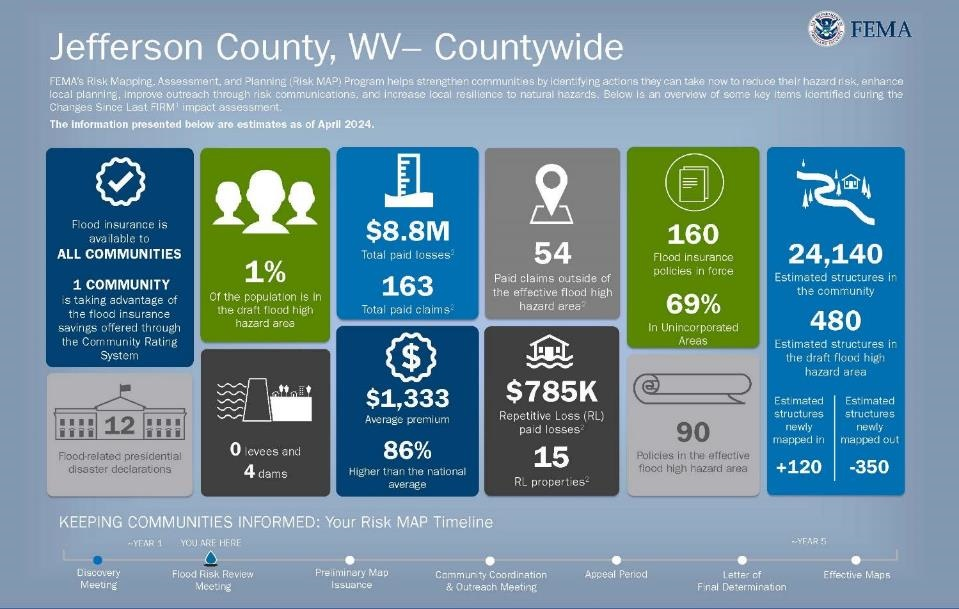 FEMA
Jefferson County, WV– Countywide
FEMA's Risk Mapping, Assessment, and Planning (Risk MAP) Program helps strengthen communities by identifying actions they can take now to reduce their hazard risk, enhance
local planning, improve outreach through risk communications, and increase local resilience to natural hazards. Below is an overview of some key items identified during the
Changes Since Last FIRM¹ impact assessment.
The information presented below are estimates as of April 2024.
Flood insurance is
available to
ALL COMMUNITIES
1 COMMUNITY
is taking advantage of
the flood insurance
savings offered through
the Community Rating
System
12
Flood-related presidential
disaster declarations
1%
Of the population is in
the draft flood high
hazard area
0 levees and
4 dams
$8.8M
Total paid losses²
163
Total paid claims²
$
$1,333
Average premium
86%
Higher than the national
average
54
Paid claims outside of
the effective flood high
hazard area²
$785K
Repetitive Loss (RL)
paid losses²
15
RL properties²
160
Flood insurance
policies in force
69%
In Unincorporated
Areas
90
Policies in the effective
flood high hazard area
24,140
Estimated structures in
the community
480
Estimated structures in
the draft flood high
hazard area
Estimated
structures
newly
mapped in
+120
Estimated
structures
newly
mapped out
-350
KEEPING COMMUNITIES INFORMED: Your Risk MAP Timeline
~YEAR 1
YOU ARE HERE
~YEAR 5
Discovery
Meeting
Flood Risk Review
Meeting
Preliminary Map
Issuance
Community Coordination
& Outreach Meeting
Appeal Period
Letter of
Final Determination
Effective Maps